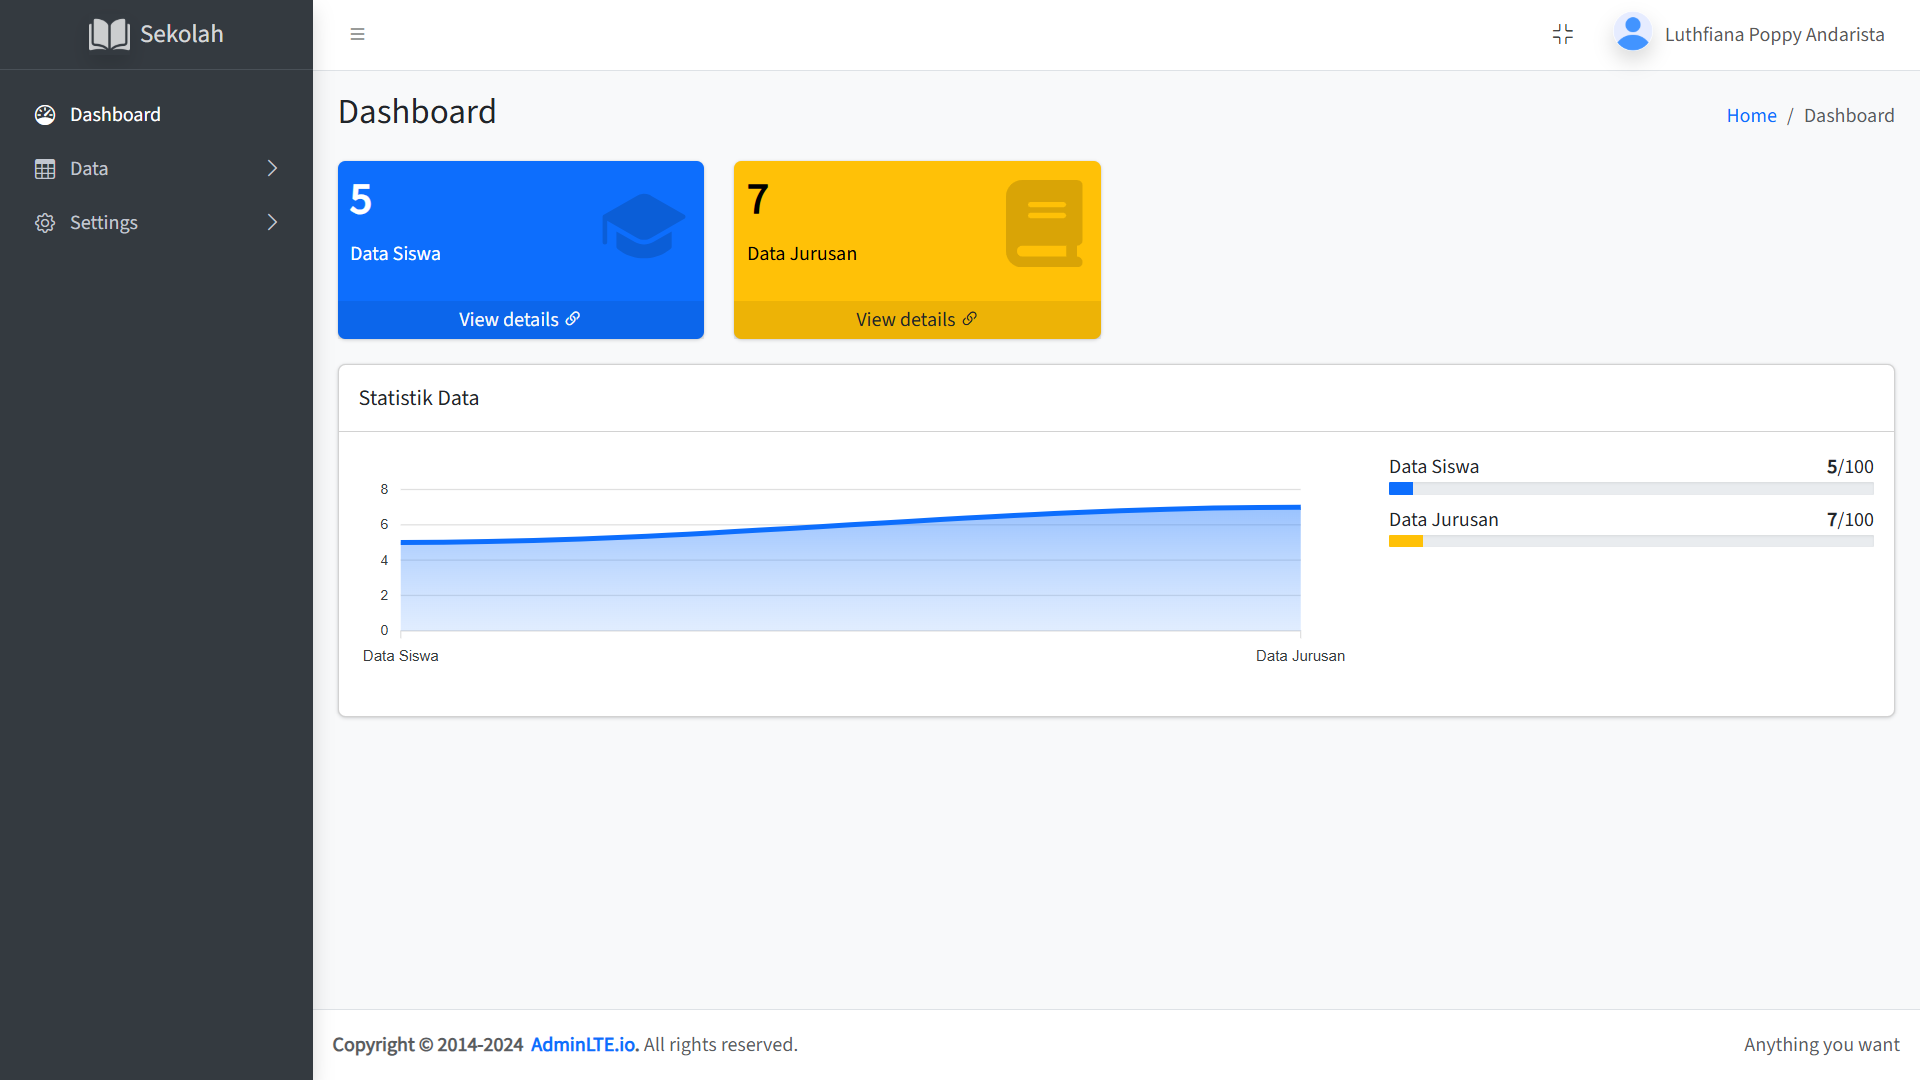 Sekolah
Luthfiana Poppy Andarista
Dashboard
Data
Settings
Dashboard
Home / Dashboard
5
Data Siswa
View details
7
Data Jurusan
View details
Statistik Data
8
6
4
2
0
Data Siswa
Data Jurusan
Data Siswa 5/100
Data Jurusan 7/100
Copyright © 2014-2024 AdminLTE.io. All rights reserved.
Anything you want